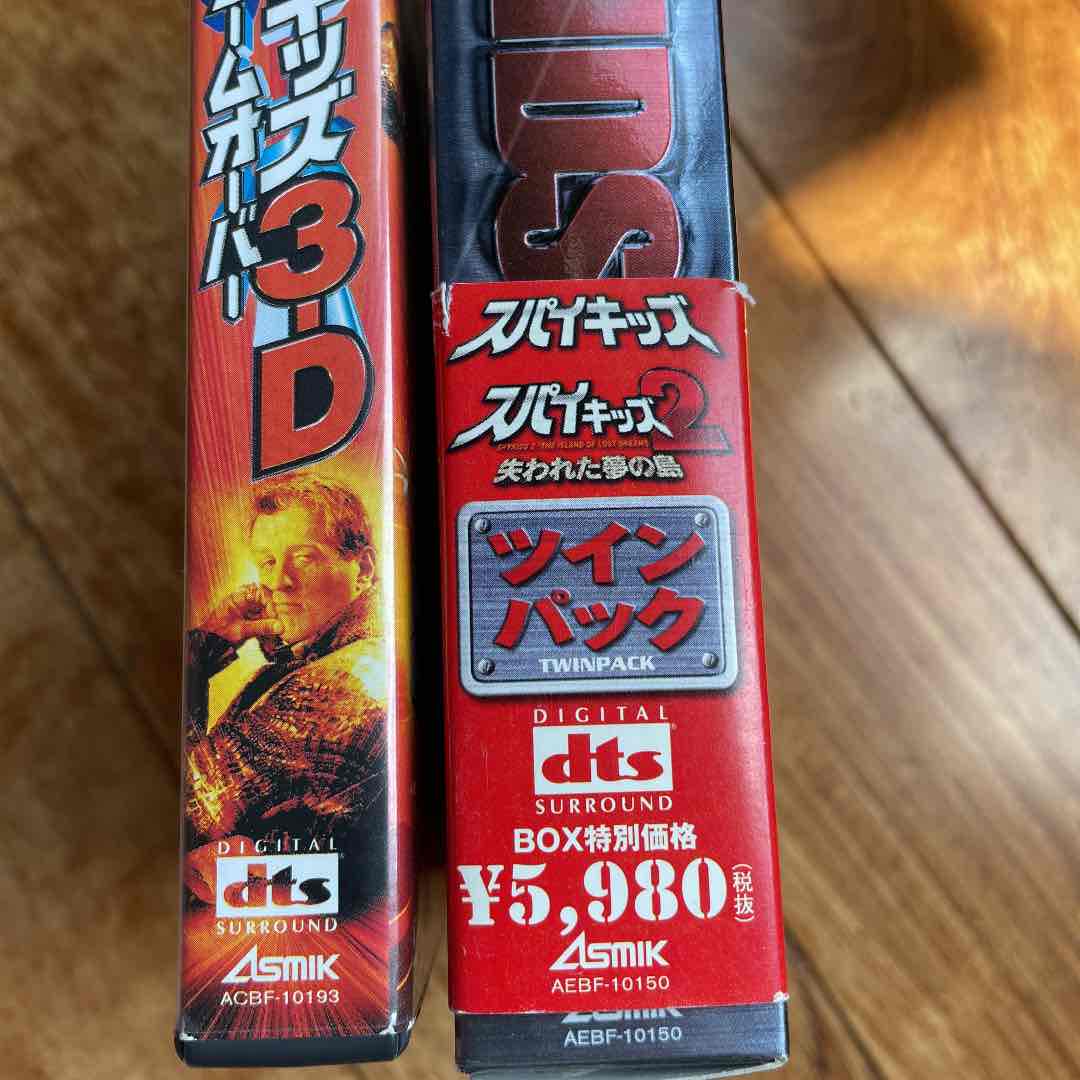 キッズ3-D
ームオーバー
DIGITAL
dts
SURROUND
ASMIK
ACBF-10193
IDS
スパイキッズ
スパイキッズ2
SPYKIDS 2 THE ISLAND OF LOST DREAMS
失われた夢の島
ツイン
パック
TWINPACK
DIGITAL
dts
SURROUND
BOX特別価格
¥5,980(税抜)
ASMIK
AEBF-10150
ASMIK
AEBF-10150